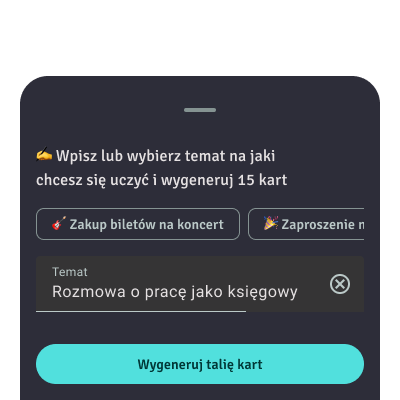 ✍️ Wpisz lub wybierz temat na jaki
chcesz się uczyć i wygeneruj 15 kart
🎸 Zakup biletów na koncert
🎉 Zaproszenie
Temat
Rozmowa o pracę jako księgowy
Wygeneruj talię kart